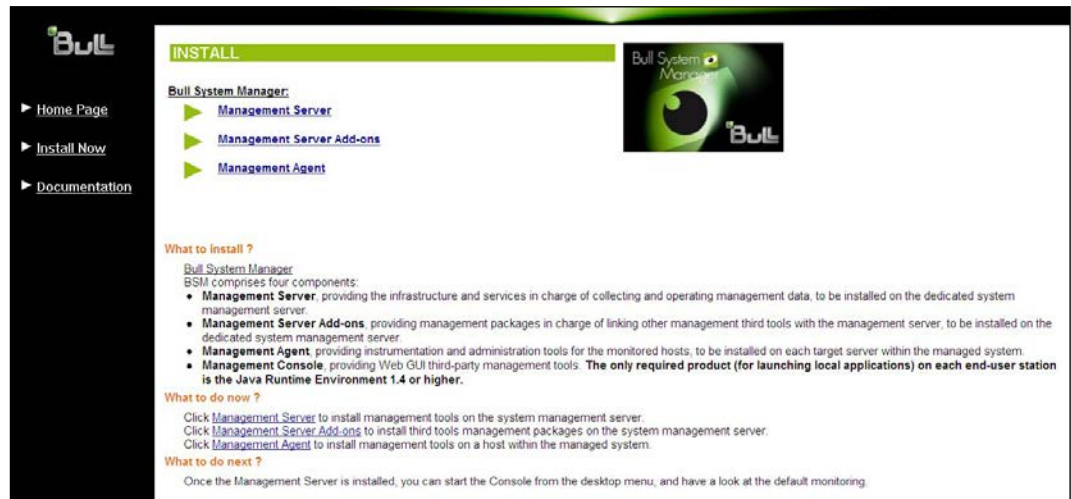 Bull
Home Page
Install Now
Documentation
INSTALL
Bull System Manager
Bull
Bull System Manager:
Management Server
Management Server Add-ons
Management Agent
What to install ?
Bull System Manager
BSM comprises four components:
• Management Server, providing the infrastructure and services in charge of collecting and operating management data, to be installed on the dedicated system
management server.
• Management Server Add-ons, providing management packages in charge of linking other management third tools with the management server, to be installed on the
dedicated system management server.
• Management Agent, providing instrumentation and administration tools for the monitored hosts, to be installed on each target server within the managed system.
• Management Console, providing Web GUI third-party management tools. The only required product (for launching local applications) on each end-user station
is the Java Runtime Environment 1.4 or higher.
What to do now ?
Click Management Server to install management tools on the system management server.
Click Management Server Add-ons to install third tools management packages on the system management server.
Click Management Agent to install management tools on a host within the managed system.
What to do next ?
Once the Management Server is installed, you can start the Console from the desktop menu, and have a look at the default monitoring.